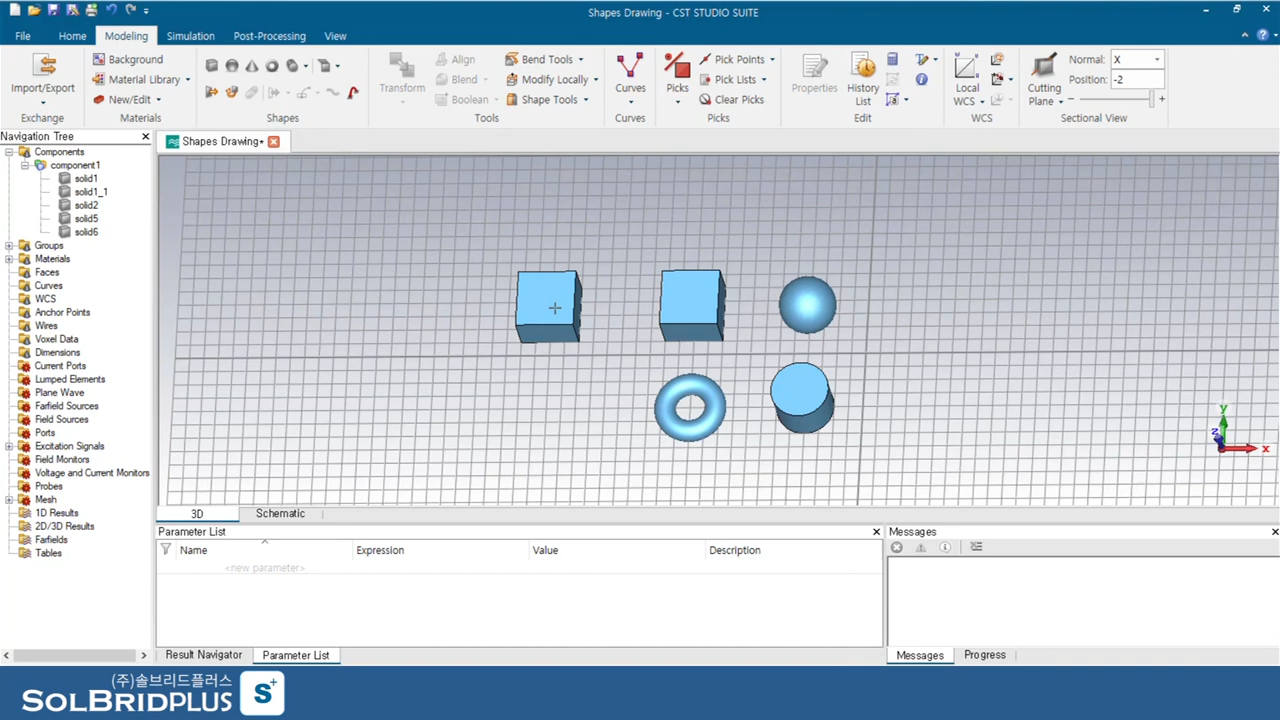 Shapes Drawing - CST STUDIO SUITE
File Home Modeling Simulation Post-Processing View
Import/Export
Exchange
Background
Material Library
New/Edit
Materials
Shapes
Transform
Align
Blend
Boolean
Bend Tools
Modify Locally
Shape Tools
Tools
Curves
Curves
Picks
Pick Points
Pick Lists
Clear Picks
Picks
Properties
History
List
Edit
Local
WCS
WCS
Cutting
Plane
Normal: X
Position: -2
Sectional View
Navigation Tree
Components
component1
solid1
solid1_1
solid2
solid5
solid6
Groups
Materials
Faces
Curves
WCS
Anchor Points
Wires
Voxel Data
Dimensions
Current Ports
Lumped Elements
Plane Wave
Farfield Sources
Field Sources
Ports
Excitation Signals
Field Monitors
Voltage and Current Monitors
Probes
Mesh
1D Results
2D/3D Results
Farfields
Tables
Shapes Drawing*
y
z
x
3D Schematic
Parameter List
Name Expression Value Description
<new parameter>
Result Navigator Parameter List
Messages
Messages Progress
(주)솔브리드플러스
SOLBRIDPLUS
S+